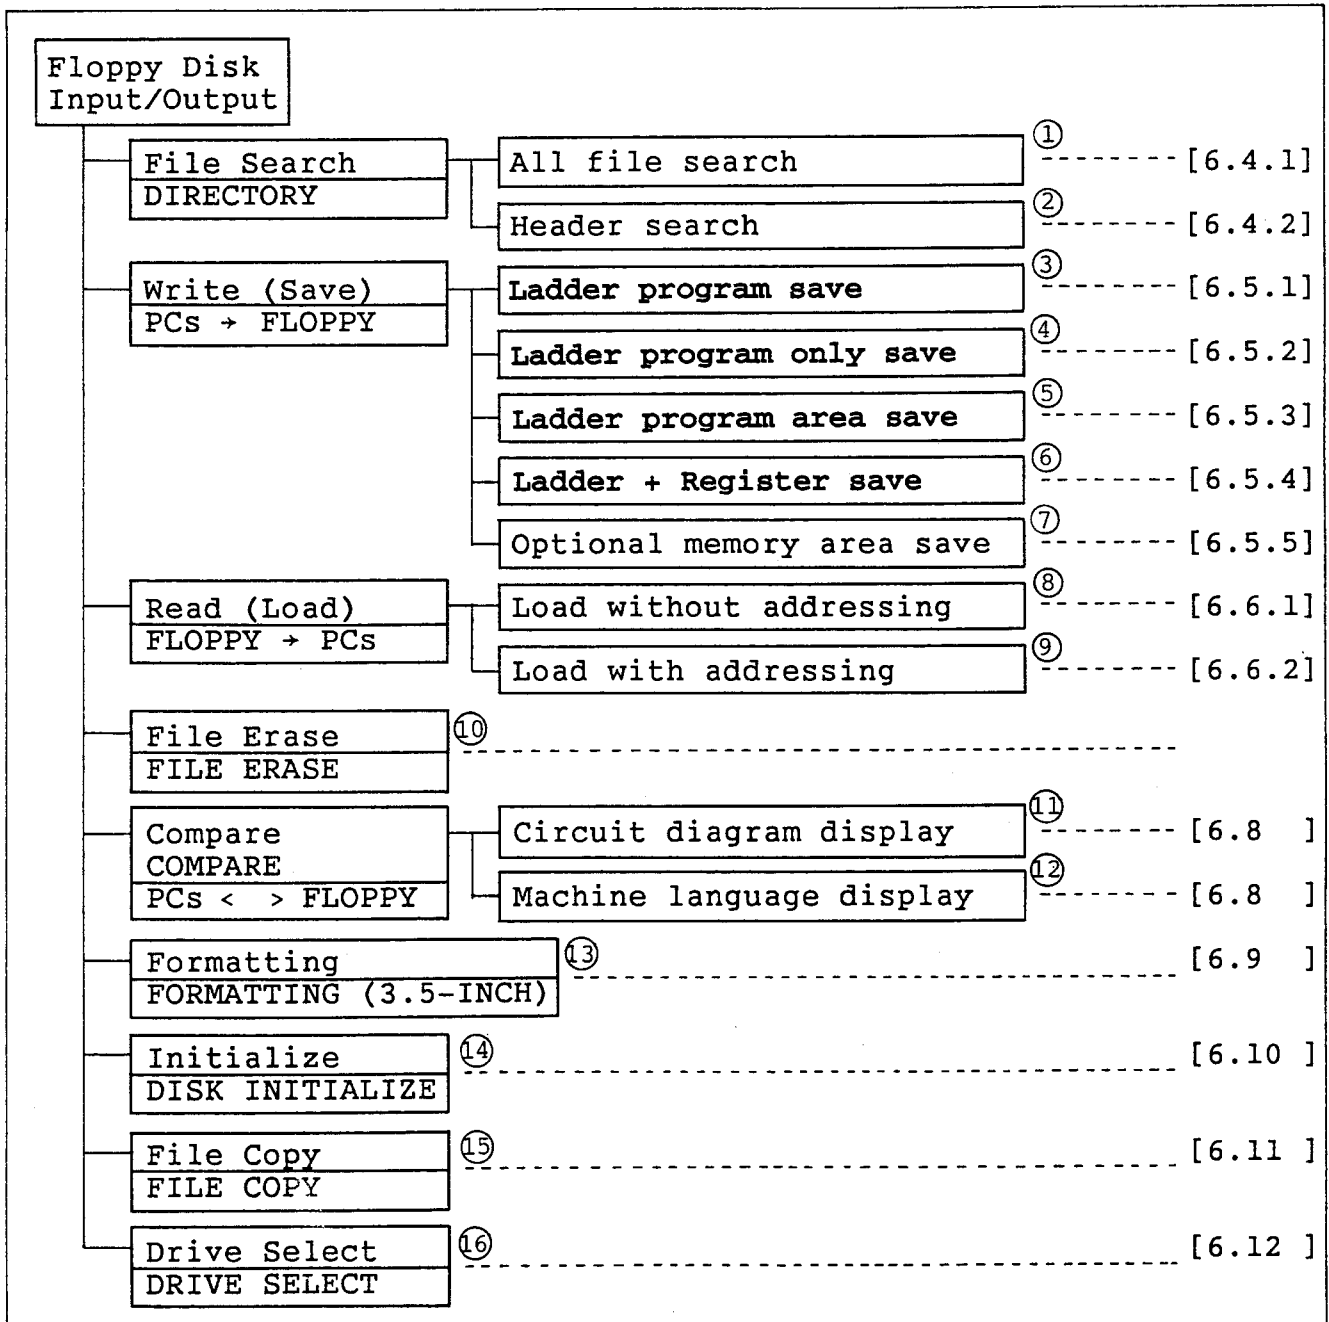 Floppy Disk
Input/Output
File Search
DIRECTORY
All file search ① [6.4.1]
Header search ② [6.4.2]
Write (Save)
PCs → FLOPPY
Ladder program save ③ [6.5.1]
Ladder program only save ④ [6.5.2]
Ladder program area save ⑤ [6.5.3]
Ladder + Register save ⑥ [6.5.4]
Optional memory area save ⑦ [6.5.5]
Read (Load)
FLOPPY → PCs
Load without addressing ⑧ [6.6.1]
Load with addressing ⑨ [6.6.2]
File Erase ⑩
FILE ERASE
Compare
COMPARE
PCs < > FLOPPY
Circuit diagram display ⑪ [6.8 ]
Machine language display ⑫ [6.8 ]
Formatting ⑬ [6.9 ]
FORMATTING (3.5-INCH)
Initialize ⑭ [6.10 ]
DISK INITIALIZE
File Copy ⑮ [6.11 ]
FILE COPY
Drive Select ⑯ [6.12 ]
DRIVE SELECT